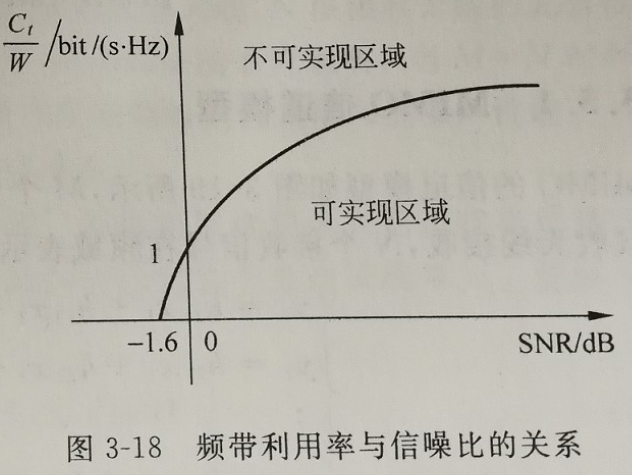 C_t/W /bit/(s·Hz)
不可实现区域
可实现区域
1
-1.6 0 SNR/dB
图 3-18 频带利用率与信噪比的关系